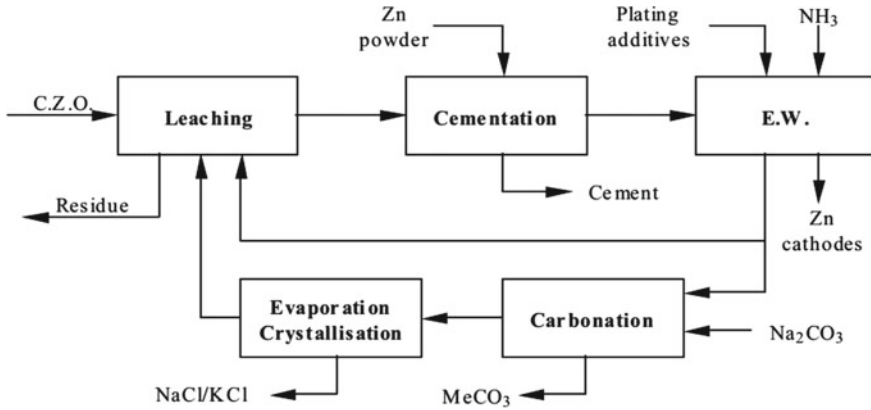 Zn
powder
Plating
additives
NH₃
C.Z.O.
Leaching
Cementation
E.W.
Residue
Cement
Zn
cathodes
Evaporation
Crystallisation
Carbonation
Na₂CO₃
NaCl/KCl
MeCO₃